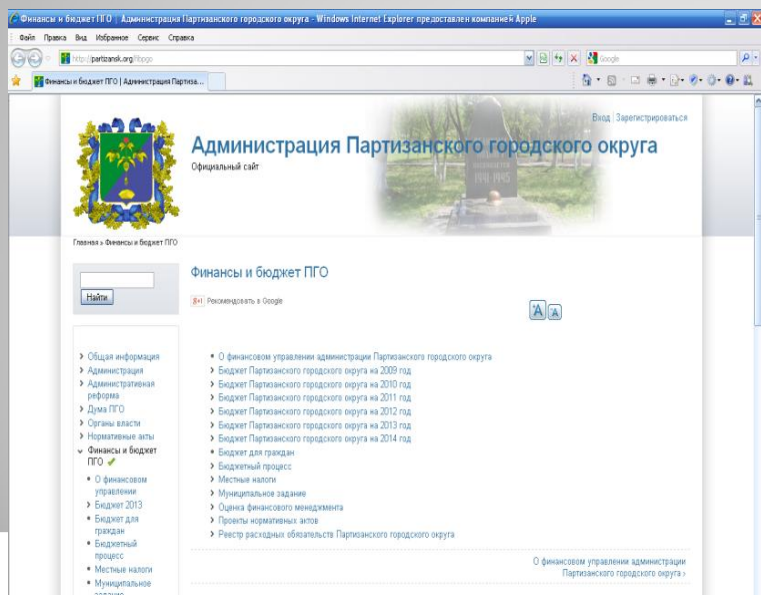 Финансы и бюджет ПГО | Администрация Партизанского городского округа - Windows Internet Explorer предоставлен компанией Apple
Файл Правка Вид Избранное Сервис Справка
http://partizansk.org/fibpgo
Google
Финансы и бюджет ПГО | Администрация Партиза...
Вход Зарегистрироваться
Администрация Партизанского городского округа
Официальный сайт
1941-1945
Главная » Финансы и бюджет ПГО
Найти
Финансы и бюджет ПГО
Рекомендовать в Google
A A
Общая информация
Администрация
Административная
реформа
Дума ПГО
Органы власти
Нормативные акты
Финансы и бюджет
ПГО
О финансовом
управлении
Бюджет 2013
Бюджет для
граждан
Бюджетный
процесс
Местные налоги
Муниципальное
задание
О финансовом управлении администрации Партизанского городского округа
Бюджет Партизанского городского округа на 2009 год
Бюджет Партизанского городского округа на 2010 год
Бюджет Партизанского городского округа на 2011 год
Бюджет Партизанского городского округа на 2012 год
Бюджет Партизанского городского округа на 2013 год
Бюджет Партизанского городского округа на 2014 год
Бюджет для граждан
Бюджетный процесс
Местные налоги
Муниципальное задание
Оценка финансового менеджмента
Проекты нормативных актов
Реестр расходных обязательств Партизанского городского округа
О финансовом управлении администрации
Партизанского городского округа ›